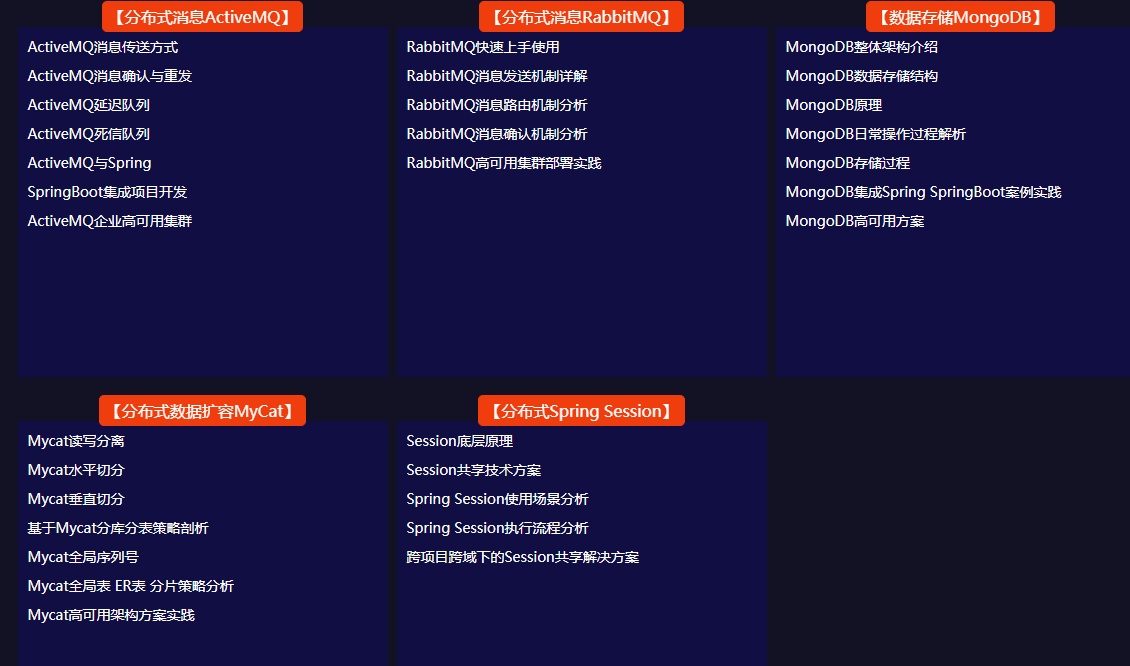 【分布式消息ActiveMQ】
ActiveMQ消息传送方式
ActiveMQ消息确认与重发
ActiveMQ延迟队列
ActiveMQ死信队列
ActiveMQ与Spring
SpringBoot集成项目开发
ActiveMQ企业高可用集群
【分布式消息RabbitMQ】
RabbitMQ快速上手使用
RabbitMQ消息发送机制详解
RabbitMQ消息路由机制分析
RabbitMQ消息确认机制分析
RabbitMQ高可用集群部署实践
【数据存储MongoDB】
MongoDB整体架构介绍
MongoDB数据存储结构
MongoDB原理
MongoDB日常操作过程解析
MongoDB存储过程
MongoDB集成Spring SpringBoot案例实践
MongoDB高可用方案
【分布式数据扩容MyCat】
Mycat读写分离
Mycat水平切分
Mycat垂直切分
基于Mycat分库分表策略剖析
Mycat全局序列号
Mycat全局表 ER表 分片策略分析
Mycat高可用架构方案实践
【分布式Spring Session】
Session底层原理
Session共享技术方案
Spring Session使用场景分析
Spring Session执行流程分析
跨项目跨域下的Session共享解决方案